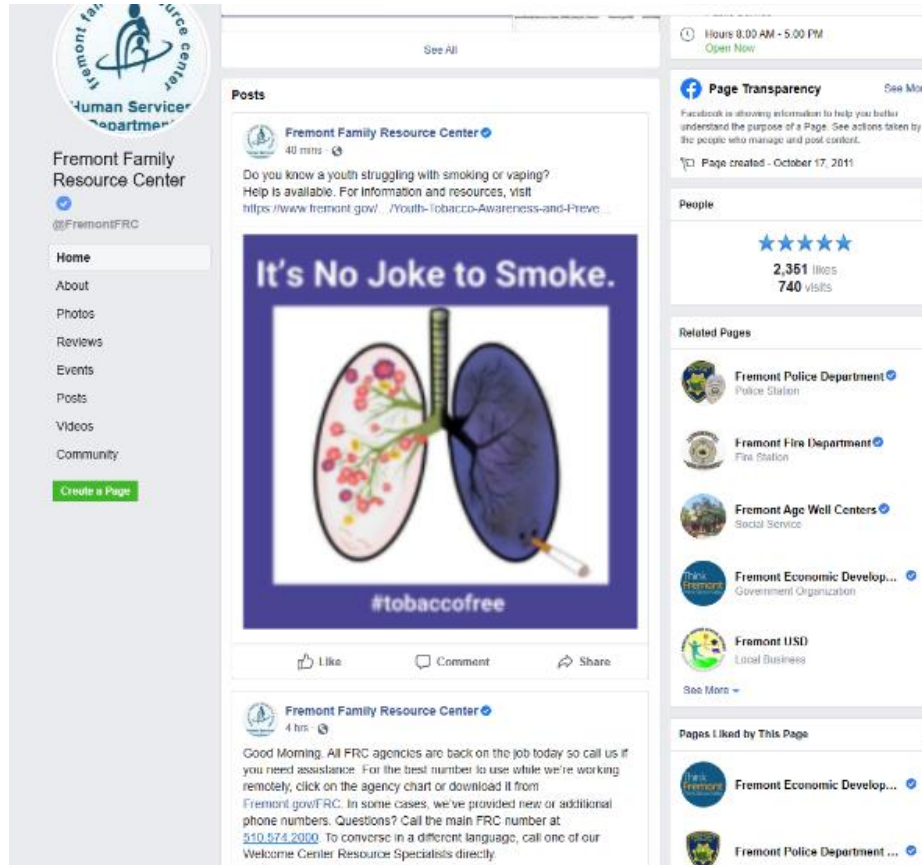 fremont family resource center
Human Services
Department
Fremont Family
Resource Center
@FremontFRC
Home
About
Photos
Reviews
Events
Posts
Videos
Community
Create a Page
See All
Posts
Fremont Family Resource Center
40 mins
Do you know a youth struggling with smoking or vaping?
Help is available. For information and resources, visit
https://www.fremont.gov/.../Youth-Tobacco-Awareness-and-Preve...
It's No Joke to Smoke.
#tobaccofree
Like Comment Share
Fremont Family Resource Center
4 hrs
Good Morning. All FRC agencies are back on the job today so call us if
you need assistance. For the best number to use while we're working
remotely, click on the agency chart or download it from
Fremont.gov/FRC. In some cases, we've provided new or additional
phone numbers. Questions? Call the main FRC number at
510.574.2000. To converse in a different language, call one of our
Welcome Center Resource Specialists directly.
Hours 8:00 AM - 5:00 PM
Open Now
Page Transparency See More
Facebook is showing information to help you better
understand the purpose of a Page. See actions taken by
the people who manage and post content.
Page created - October 17, 2011
People
2,351 likes
740 visits
Related Pages
Fremont Police Department
Police Station
Fremont Fire Department
Fire Station
Fremont Age Well Centers
Social Service
Think
Fremont
Fremont Economic Develop...
Government Organization
Fremont USD
Local Business
See More
Pages Liked by This Page
Think
Fremont
Fremont Economic Develop...
Fremont Police Department ...